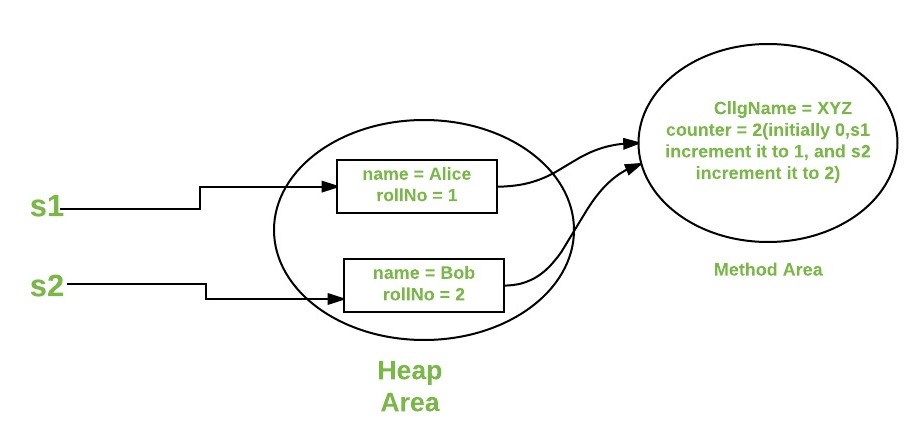 s1
s2
name = Alice
rollNo = 1
name = Bob
rollNo = 2
Heap
Area
CllgName = XYZ
counter = 2(initially 0,s1
increment it to 1, and s2
increment it to 2)
Method Area